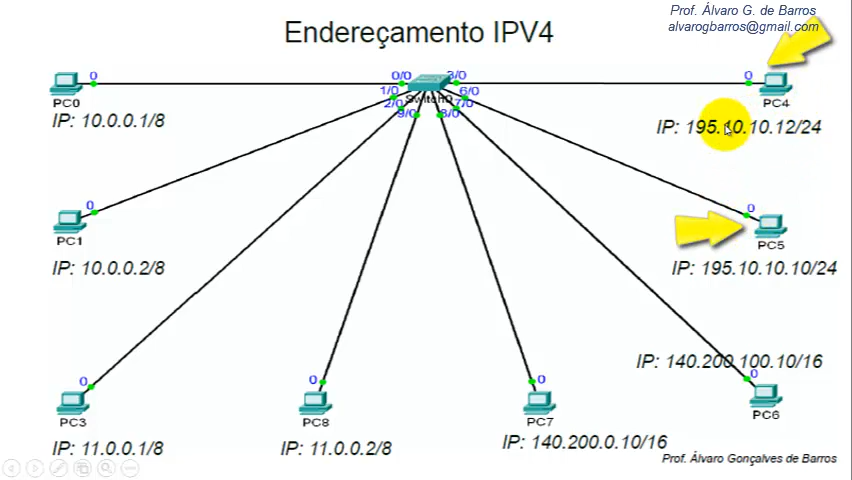 Prof. Álvaro G. de Barros
alvarogbarros@gmail.com
Endereçamento IPV4
0
0/0
3/0
0
PC0
1/0
Switch0
6/0
PC4
2/0
7/0
9/0
8/0
IP: 10.0.0.1/8
IP: 195.10.10.12/24
0
0
PC1
PC5
IP: 10.0.0.2/8
IP: 195.10.10.10/24
IP: 140.200.100.10/16
0
0
0
0
PC3
PC8
PC7
PC6
IP: 11.0.0.1/8
IP: 11.0.0.2/8
IP: 140.200.0.10/16
Prof. Álvaro Gonçalves de Barros